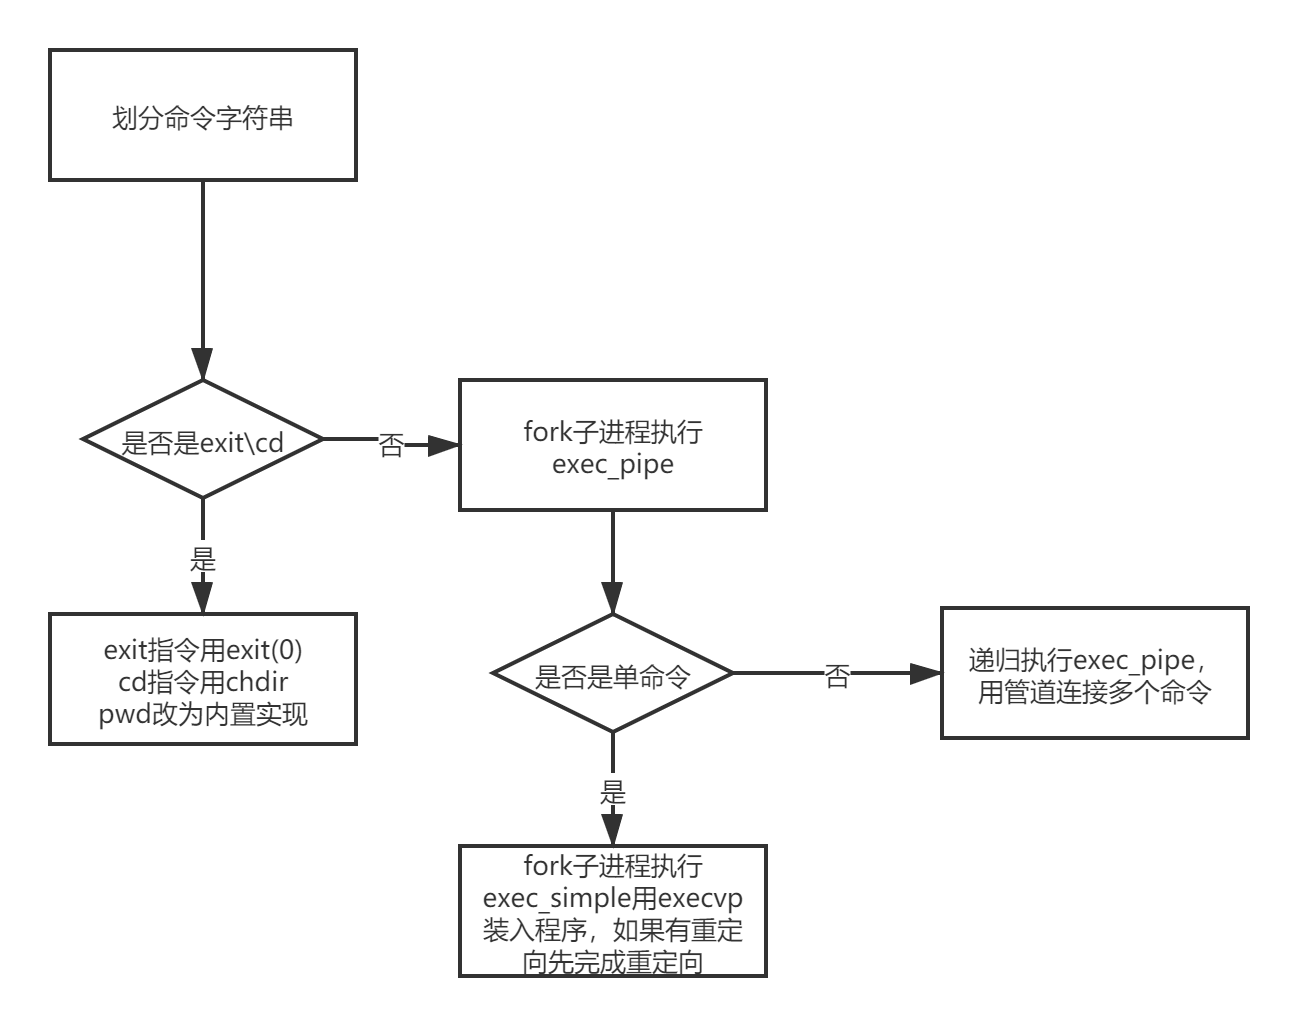 划分命令字符串
是否是exit\cd
否
fork子进程执行
exec_pipe
是
exit指令用exit(0)
cd指令用chdir
pwd改为内置实现
是否是单命令
否
递归执行exec_pipe，
用管道连接多个命令
是
fork子进程执行
exec_simple用execvp
装入程序，如果有重定
向先完成重定向